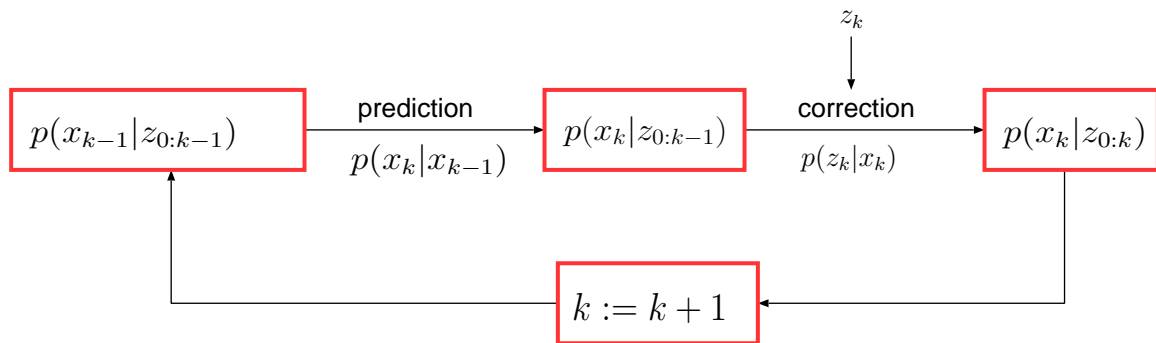 z_k
prediction
correction
p(x_{k-1}|z_{0:k-1})
p(x_k|z_{0:k-1})
p(x_k|z_{0:k})
p(x_k|x_{k-1})
p(z_k|x_k)
k := k + 1